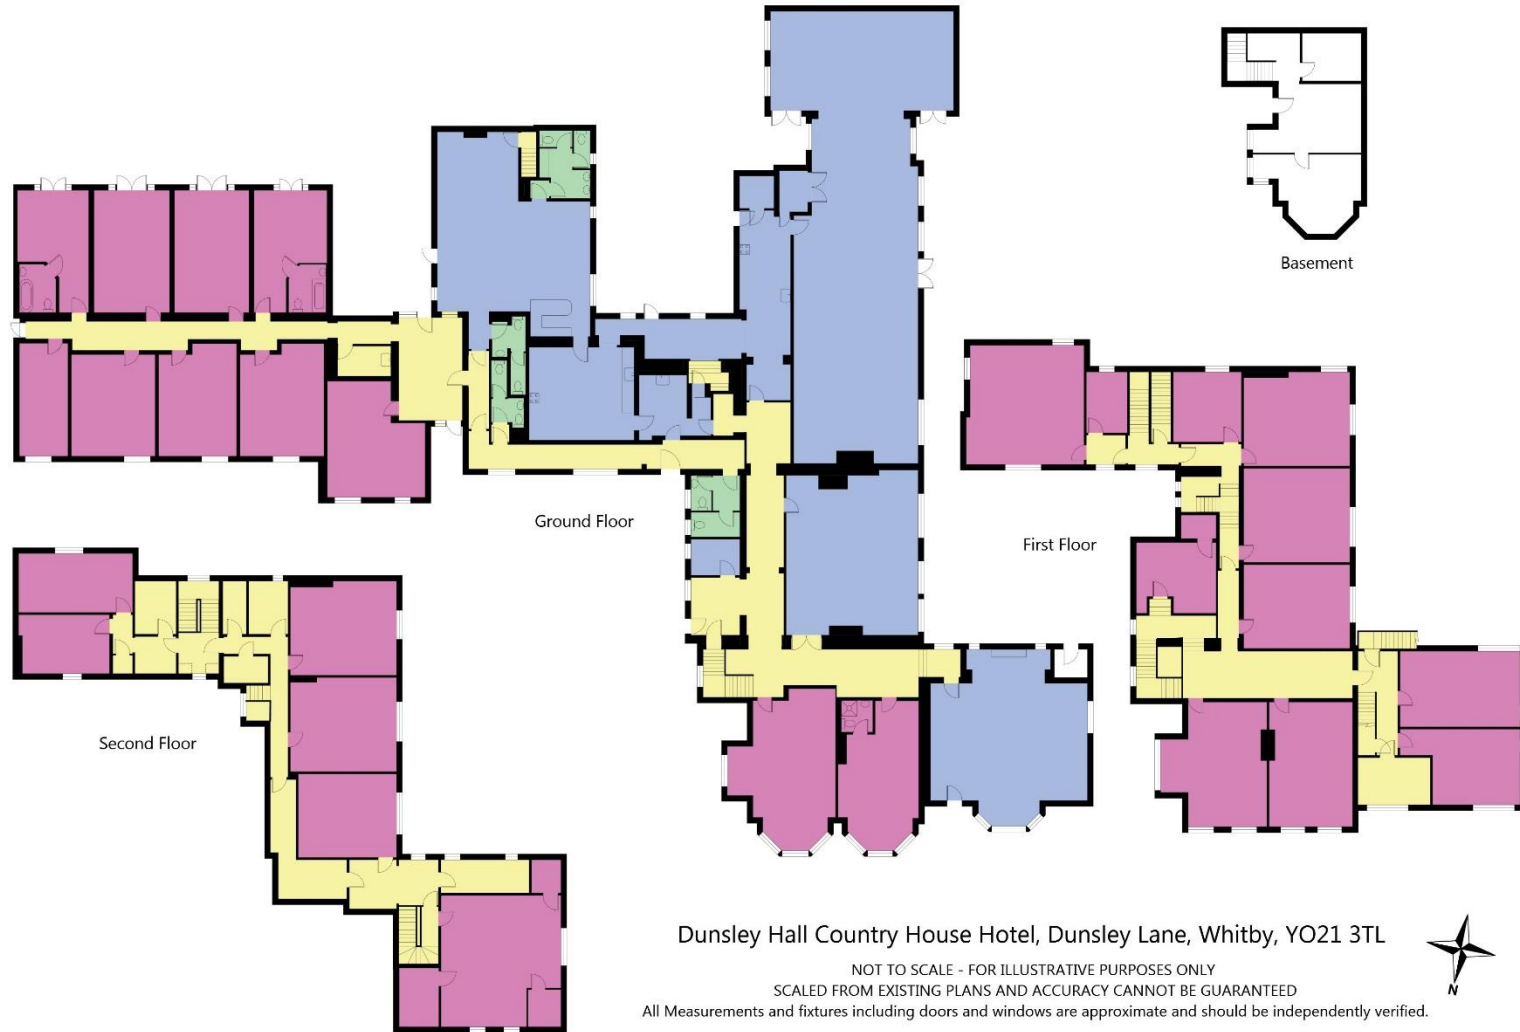 Basement
Ground Floor
First Floor
Second Floor
Dunsley Hall Country House Hotel, Dunsley Lane, Whitby, YO21 3TL
NOT TO SCALE - FOR ILLUSTRATIVE PURPOSES ONLY
SCALED FROM EXISTING PLANS AND ACCURACY CANNOT BE GUARANTEED
N
All Measurements and fixtures including doors and windows are approximate and should be independently verified.